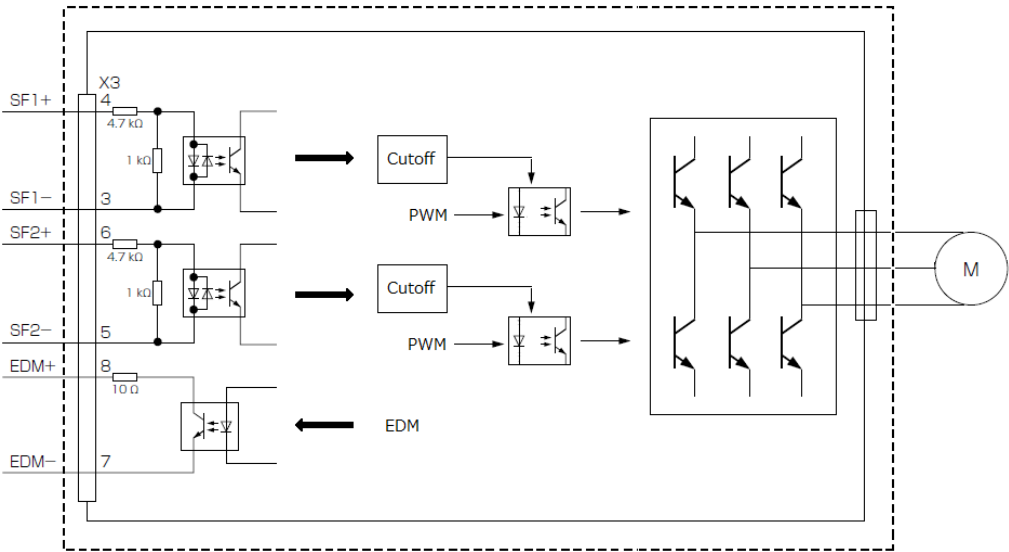 X3
SF1+
4
4.7 kΩ
1 kΩ
SF1−
3
Cutoff
PWM
SF2+
6
4.7 kΩ
1 kΩ
SF2−
5
Cutoff
PWM
M
EDM+
8
10 Ω
EDM
EDM−
7